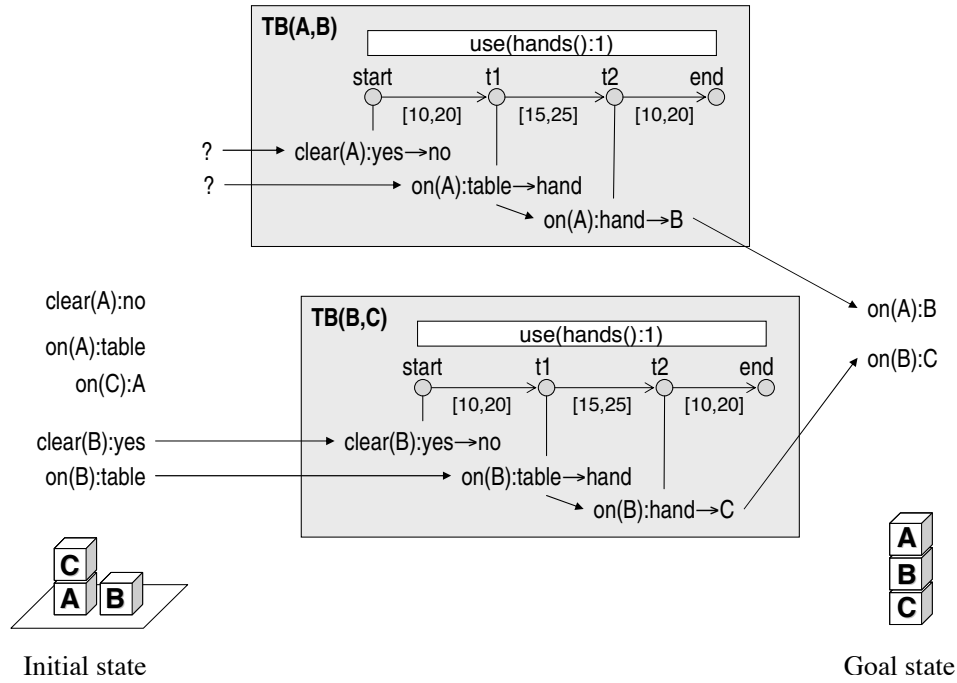 TB(A,B)
use(hands():1)
start t1 t2 end
[10,20] [15,25] [10,20]
? clear(A):yes→no
? on(A):table→hand
on(A):hand→B
clear(A):no
on(A):table
on(C):A
clear(B):yes
on(B):table
TB(B,C)
use(hands():1)
start t1 t2 end
[10,20] [15,25] [10,20]
clear(B):yes→no
on(B):table→hand
on(B):hand→C
on(A):B
on(B):C
C
A B
Initial state
A
B
C
Goal state